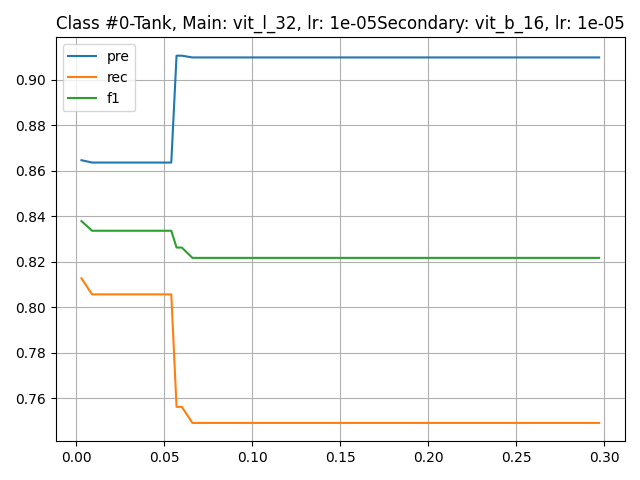 Class #0-Tank, Main: vit_l_32, lr: 1e-05Secondary: vit_b_16, lr: 1e-05
pre
rec
f1
0.90
0.88
0.86
0.84
0.82
0.80
0.78
0.76
0.00 0.05 0.10 0.15 0.20 0.25 0.30